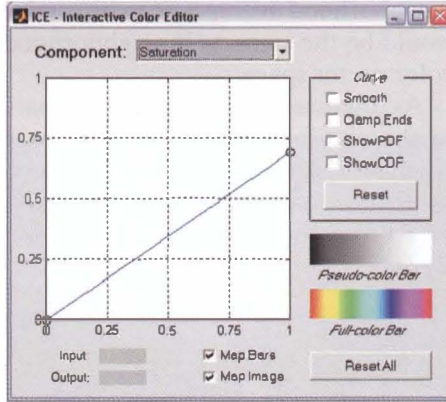 ICE - Interactive Color Editor
Component: Saturation
Curve
Smooth
Clamp Ends
ShowPDF
ShowCDF
Reset
1
0.75
0.5
0.25
0
0 0.25 0.5 0.75 1
Pseudo-color Bar
Full-color Bar
Input:
Output:
Map Bars
Map Image
Reset All